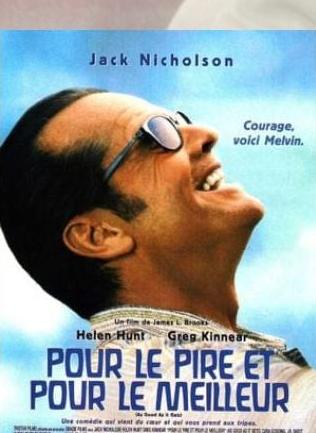 Jack Nicholson
Courage,
voici Melvin.
Un film de James L. Brooks
Helen Hunt Greg Kinnear
POUR LE PIRE ET
POUR LE MEILLEUR
(As Good As It Gets)
Une comédie qui vient du cœur et qui vous prend aux tripes.